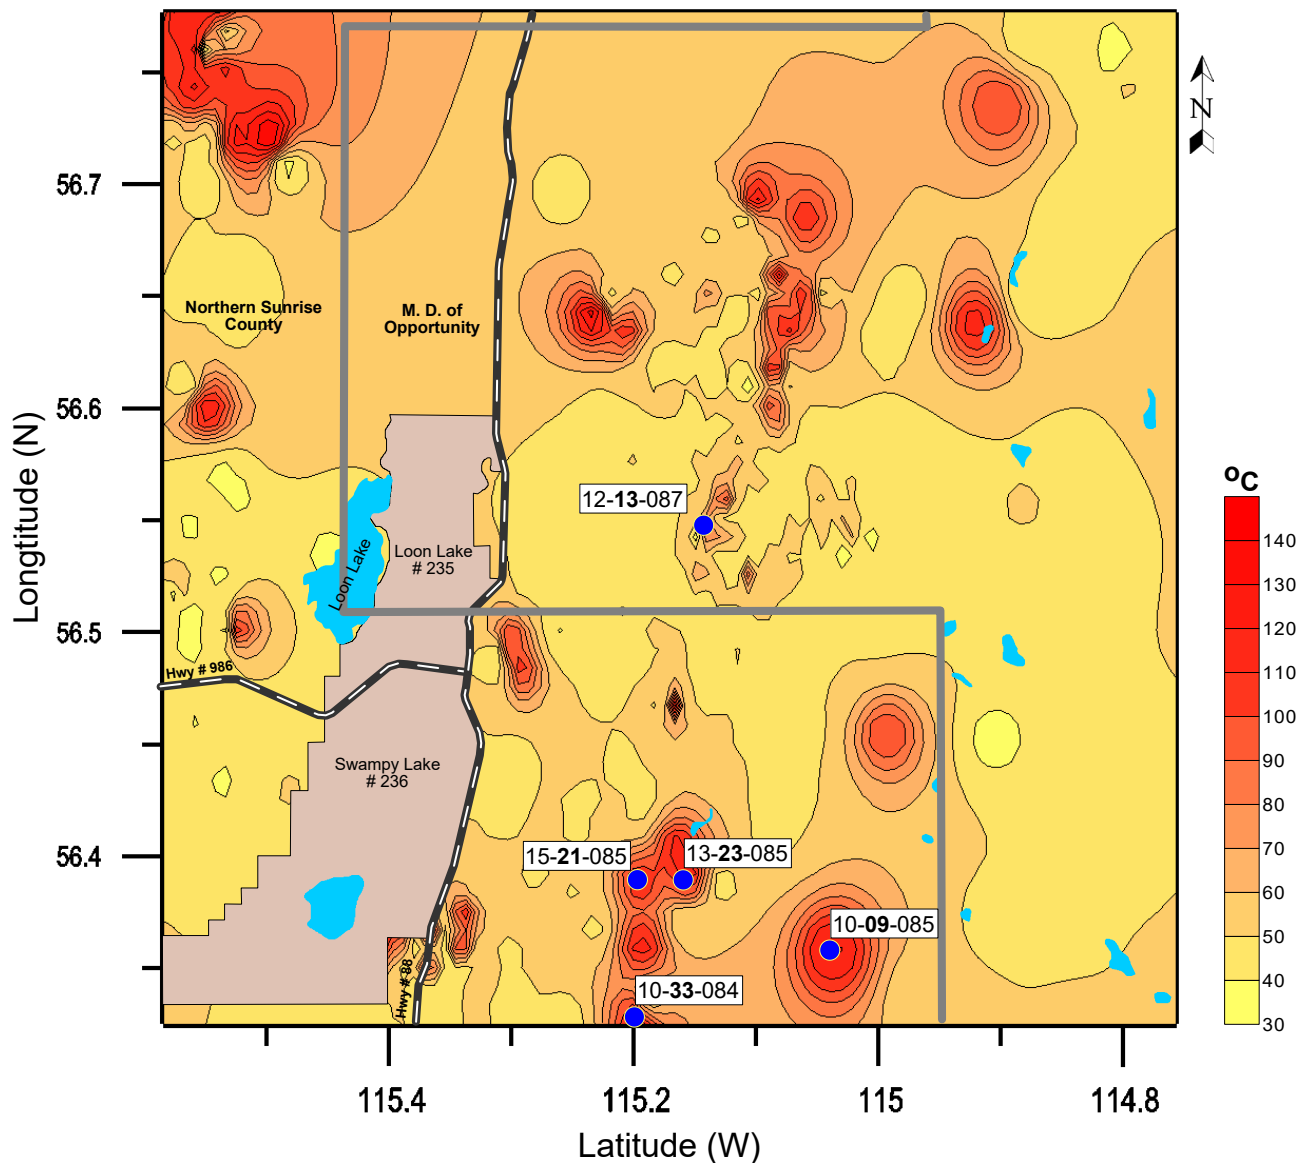 N
56.7
Northern Sunrise
County
M. D. of
Opportunity
56.6
Longtitude (N)
oC
12-13-087
140
130
120
110
100
90
80
70
60
50
40
30
Loon Lake
Loon Lake
# 235
56.5
Hwy # 986
Swampy Lake
# 236
56.4
15-21-085
13-23-085
10-09-085
10-33-084
Hwy # 88
115.4
115.2
115
114.8
Latitude (W)